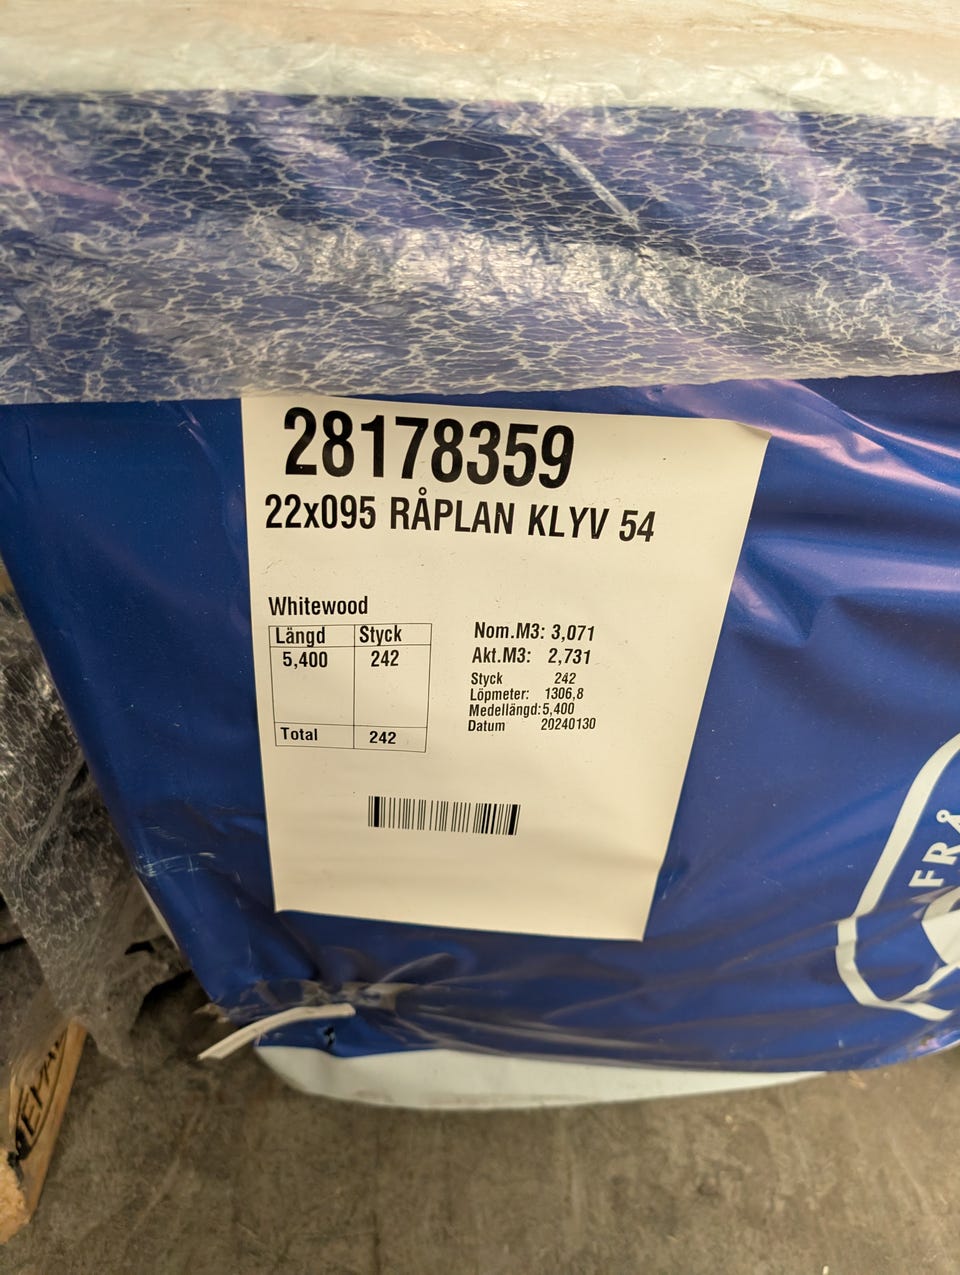 28178359
22x095 RÅPLAN KLYV 54
Whitewood
Längd Styck
5,400 242
Total 242
Nom.M3: 3,071
Akt.M3: 2,731
Styck 242
Löpmeter: 1306,8
Medellängd: 5,400
Datum 20240130
FRÅ